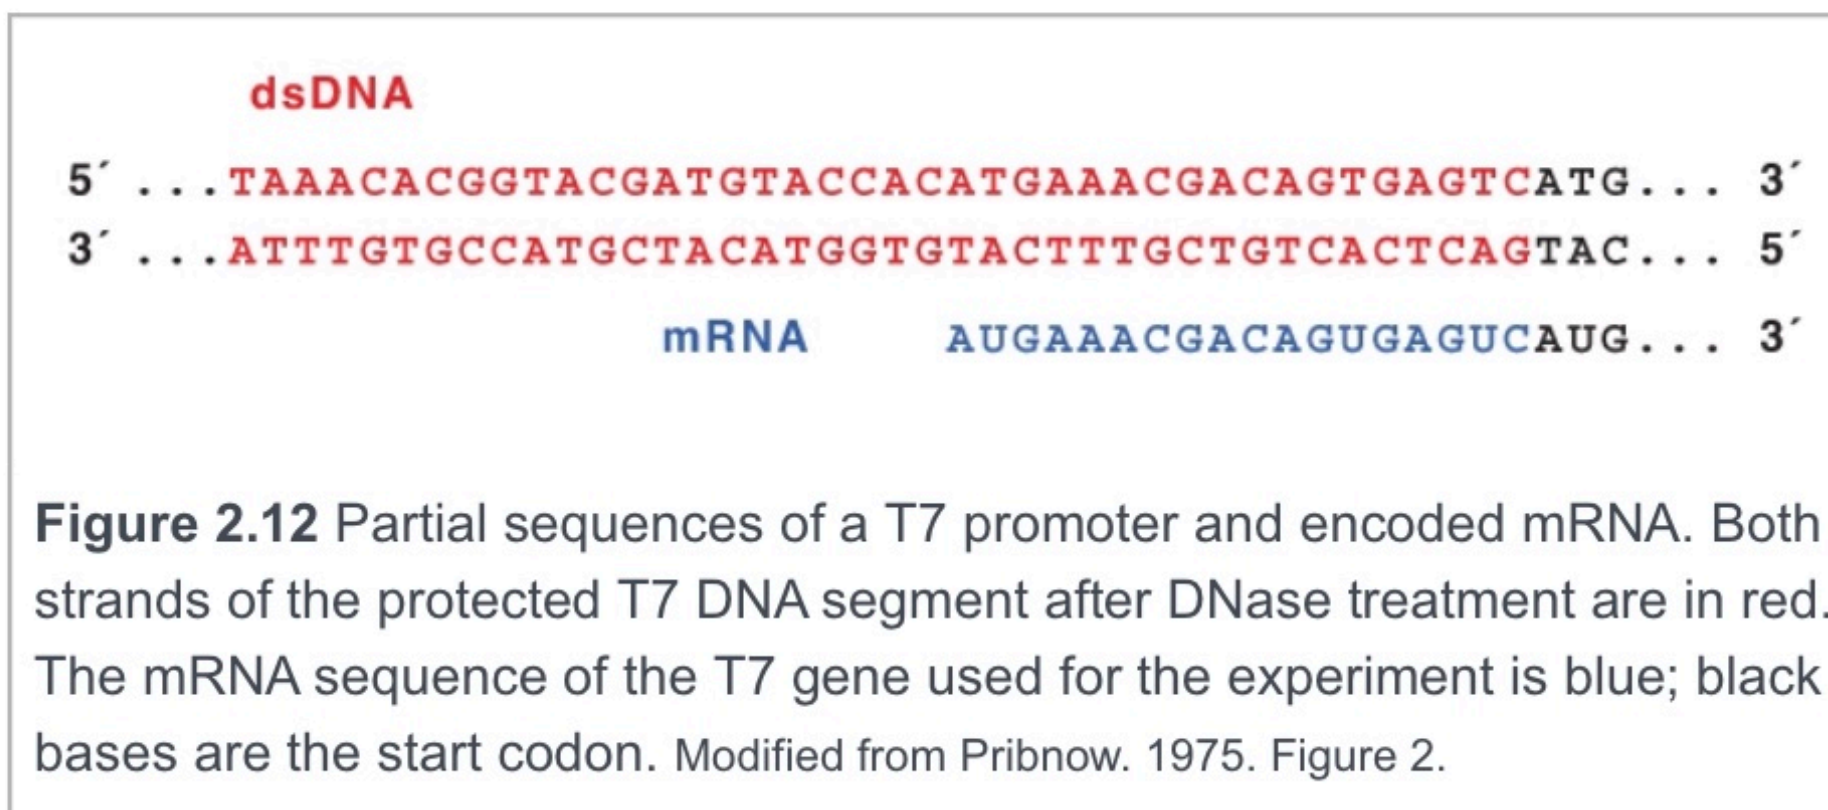 dsDNA
5´ ...TAAACACGGTACGATGTACCACATGAAACGACAGTGAGTCATG... 3´
3´ ...ATTTGTGCCATGCTACATGGTGTACTTTGCTGTCACTCAGTAC... 5´
mRNA AUGAAACGACAGUGAGUCAUG... 3´
Figure 2.12 Partial sequences of a T7 promoter and encoded mRNA. Both
strands of the protected T7 DNA segment after DNase treatment are in red.
The mRNA sequence of the T7 gene used for the experiment is blue; black
bases are the start codon. Modified from Pribnow. 1975. Figure 2.